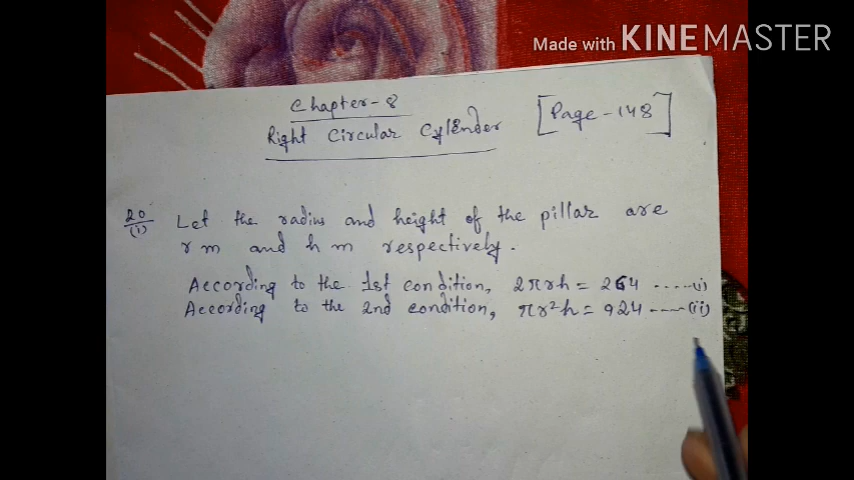 Made with KINEMASTER
Chapter-8
Right Circular Cylinder [Page-148]
20/(i) Let the radius and height of the pillar are
r m and h m respectively.
According to the 1st condition, 2πrh = 264 .....(i)
According to the 2nd condition, πr²h = 924 ----(ii)